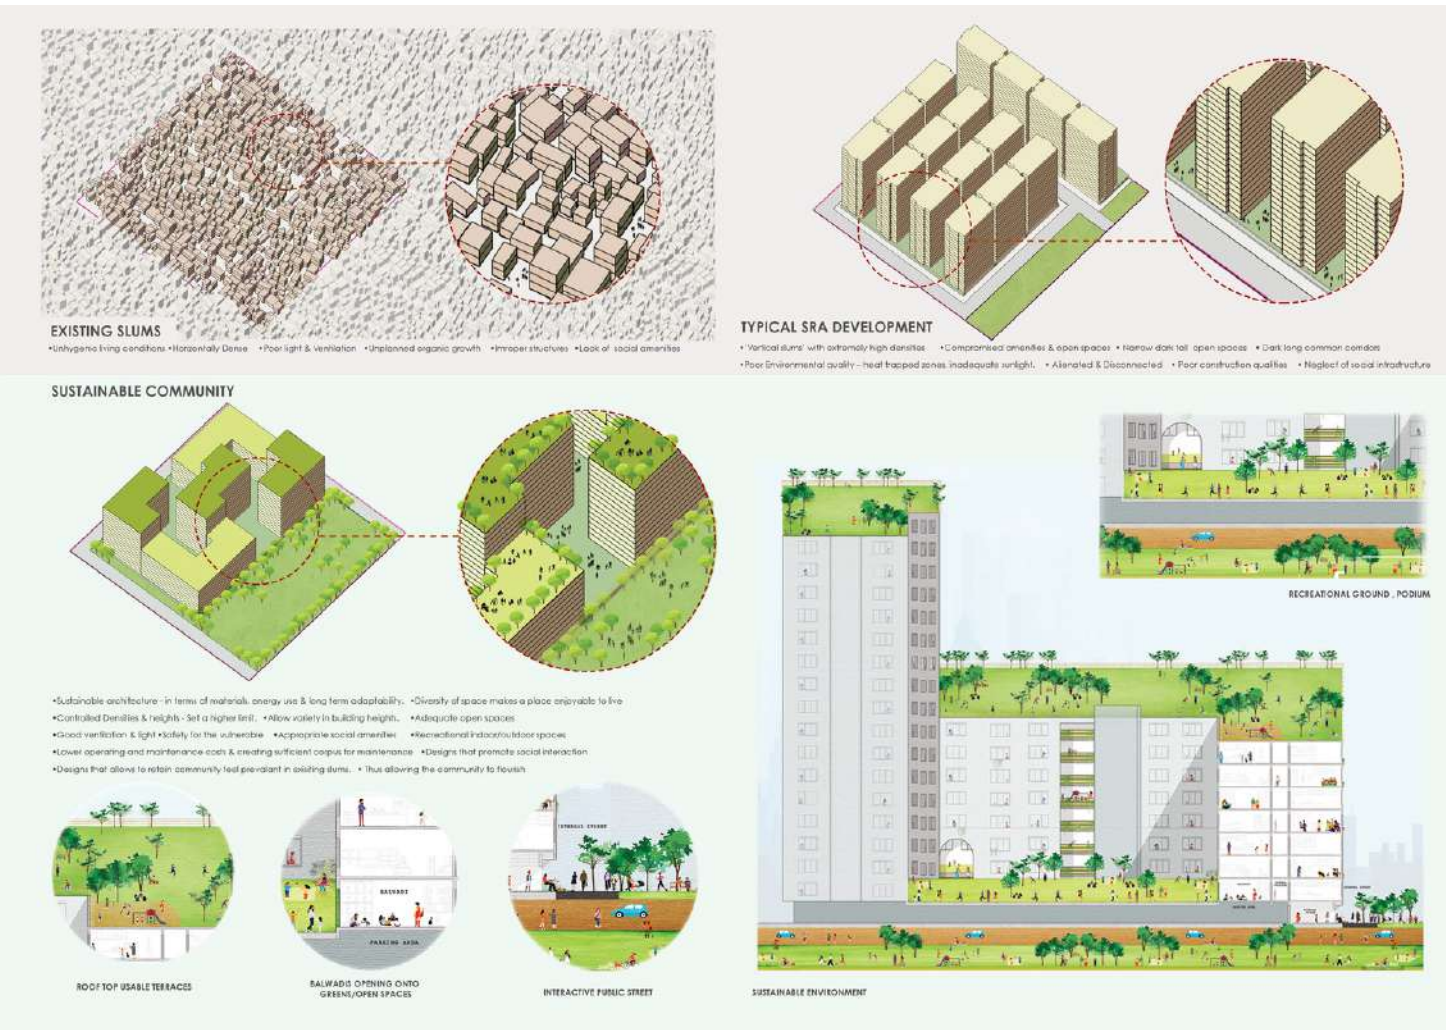 EXISTING SLUMS
•Unhygenic living conditions •Horizontally Dense •Poor light & Ventilation •Unplanned organic growth •Imroper structures •Lack of social amenities
TYPICAL SRA DEVELOPMENT
• 'Vertical slums' with extremely high densities •Compromised amenities & open spaces • Narrow dark tall open spaces • Dark long common corridors
•Poor Environmental quality – heat trapped zones, inadequate sunlight. • Alienated & Disconnected • Poor construction qualities • Neglect of social infrastructure
SUSTAINABLE COMMUNITY
•Sustainable architecture - in terms of materials, energy use & long term adaptability. •Diversity of space makes a place enjoyable to live
•Controlled Densities & heights - Set a higher limit. •Allow variety in building heights. •Adequate open spaces
•Good ventilation & light •Safety for the vulnerable •Appropriate social amenities •Recreational indoor/outdoor spaces
•Lower operating and maintenance costs & creating sufficient corpus for maintenance •Designs that promote social interaction
•Designs that allows to retain community feel prevalant in exisiting slums. • Thus allowing the community to flourish
RECREATIONAL GROUND , PODIUM
BALWADI
PARKING AREA
INTERNAL STREET
ROOF TOP USABLE TERRACES
BALWADIS OPENING ONTO
GREENS/OPEN SPACES
INTERACTIVE PUBLIC STREET
SUSTAINABLE ENVIRONMENT